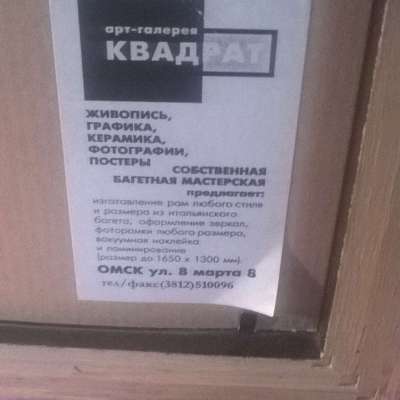 арт-галерея
КВАДРАТ
ЖИВОПИСЬ,
ГРАФИКА,
КЕРАМИКА,
ФОТОГРАФИИ,
ПОСТЕРЫ
СОБСТВЕННАЯ
БАГЕТНАЯ МАСТЕРСКАЯ
предлагает:
изготавление рам любого стиля
и размера из итальянского
багета, оформление зеркал,
фоторамки любого размера,
вакуумная наклейка
и ламинирование
(размер до 1650 х 1300 мм)
ОМСК ул. 8 марта 8
тел/факс(3812)510096